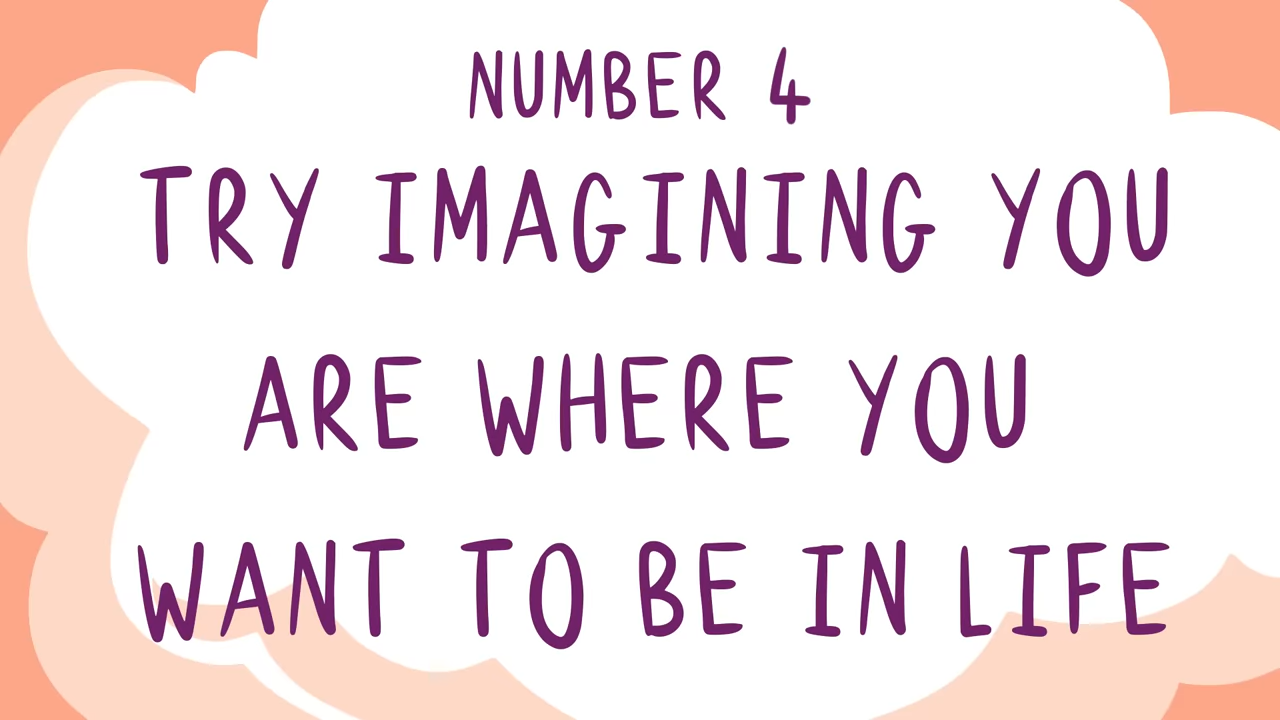 NUMBER 4
TRY IMAGINING YOU
ARE WHERE YOU
WANT TO BE IN LIFE